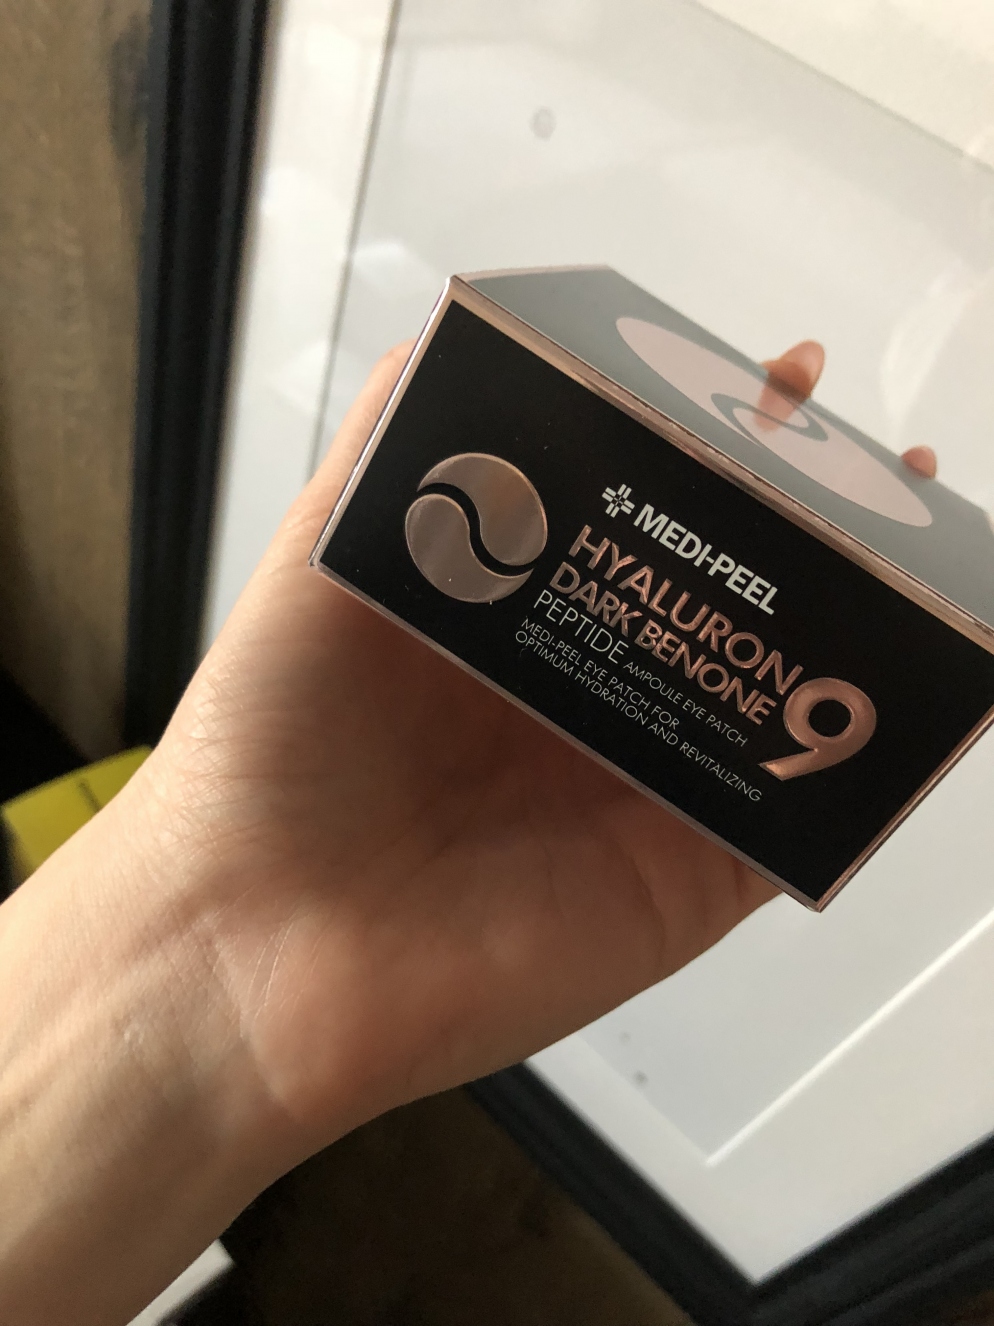 MEDI-PEEL
HYALURON
DARK BENONE 9
PEPTIDE AMPOULE EYE PATCH
MEDI-PEEL EYE PATCH FOR
OPTIMUM HYDRATION AND REVITALIZING